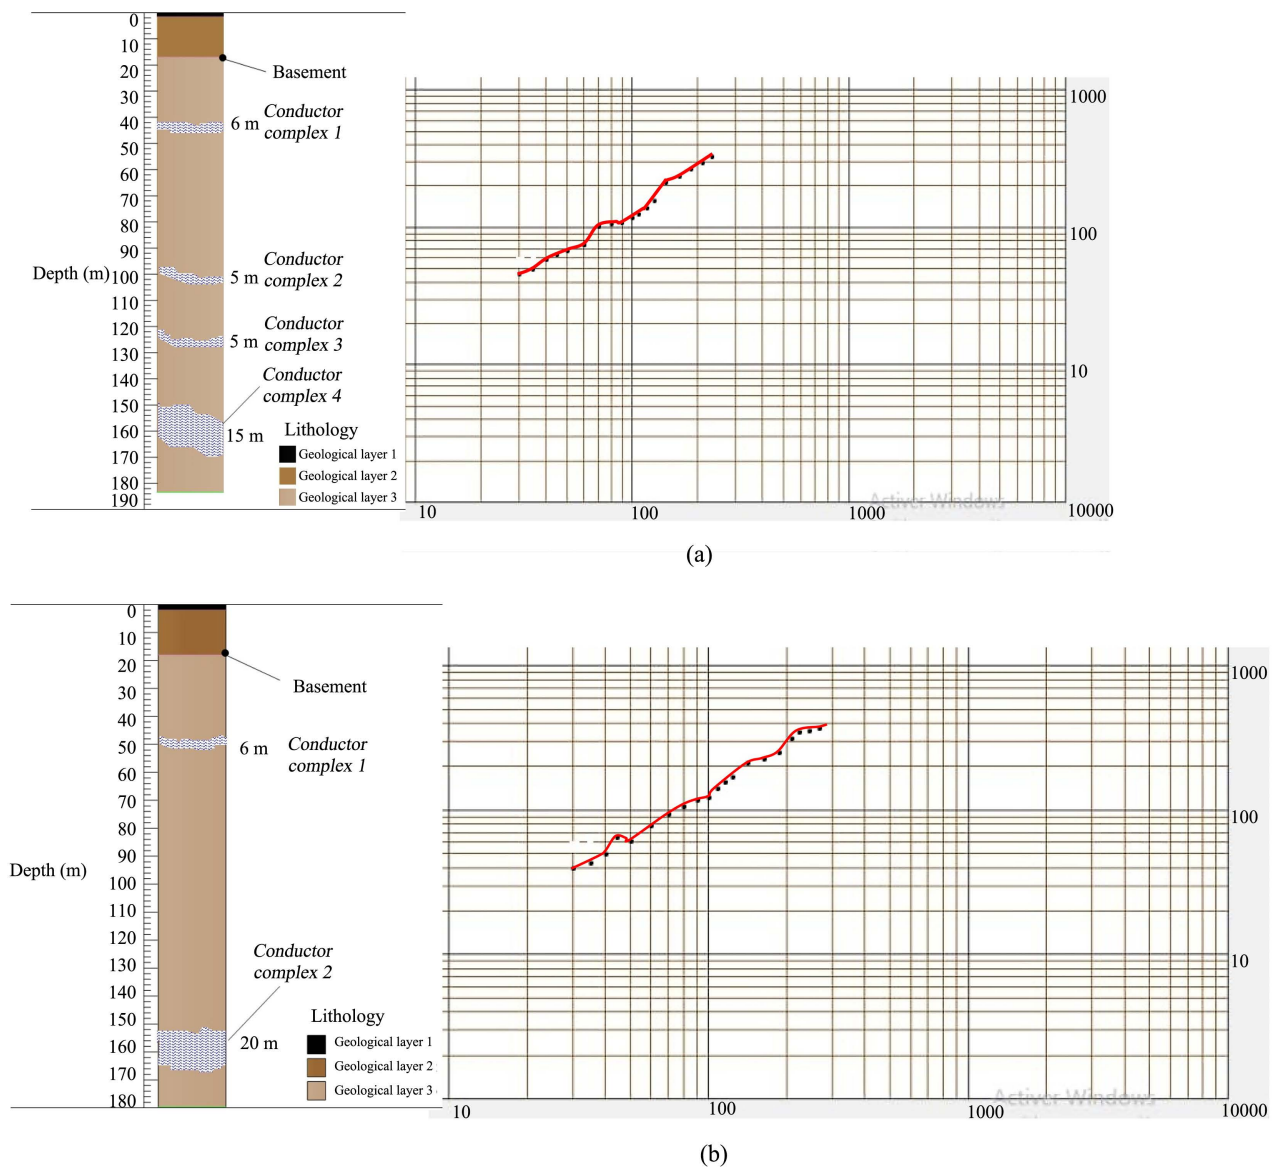 0
10
20
30
40
50
60
70
80
90
Depth (m)
100
110
120
130
140
150
160
170
180
190
Basement
6 m
Conductor
complex 1
5 m
Conductor
complex 2
5 m
Conductor
complex 3
Conductor
complex 4
15 m
Lithology
Geological layer 1
Geological layer 2
Geological layer 3
1000
100
10
10
100
1000
10000
Activer Windows
(a)
0
10
20
30
40
50
60
70
80
90
Depth (m)
100
110
120
130
140
150
160
170
180
Basement
6 m
Conductor
complex 1
Conductor
complex 2
20 m
Lithology
Geological layer 1
Geological layer 2
Geological layer 3
1000
100
10
10
100
1000
10000
Activer Windows
(b)